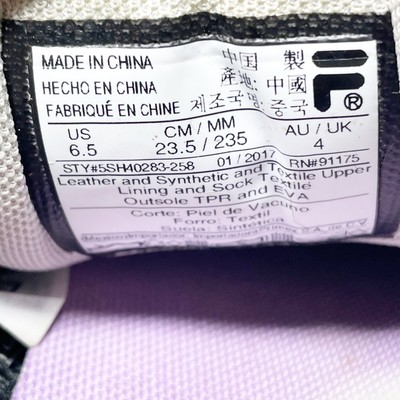 MADE IN CHINA 中国 製
HECHO EN CHINA 產地: 中國
FABRIQUÉ EN CHINE 제조국명: 중국
®
US CM / MM AU / UK
6.5 23.5 / 235 4
STY#5SH40283-258 01 / 2017 RN#91175
Leather and Synthetic and Textile Upper
Lining and Sock Textile
Outsole TPR and EVA
Corte: Piel de Vacuno
Forro: Textil
Suela: Sintética